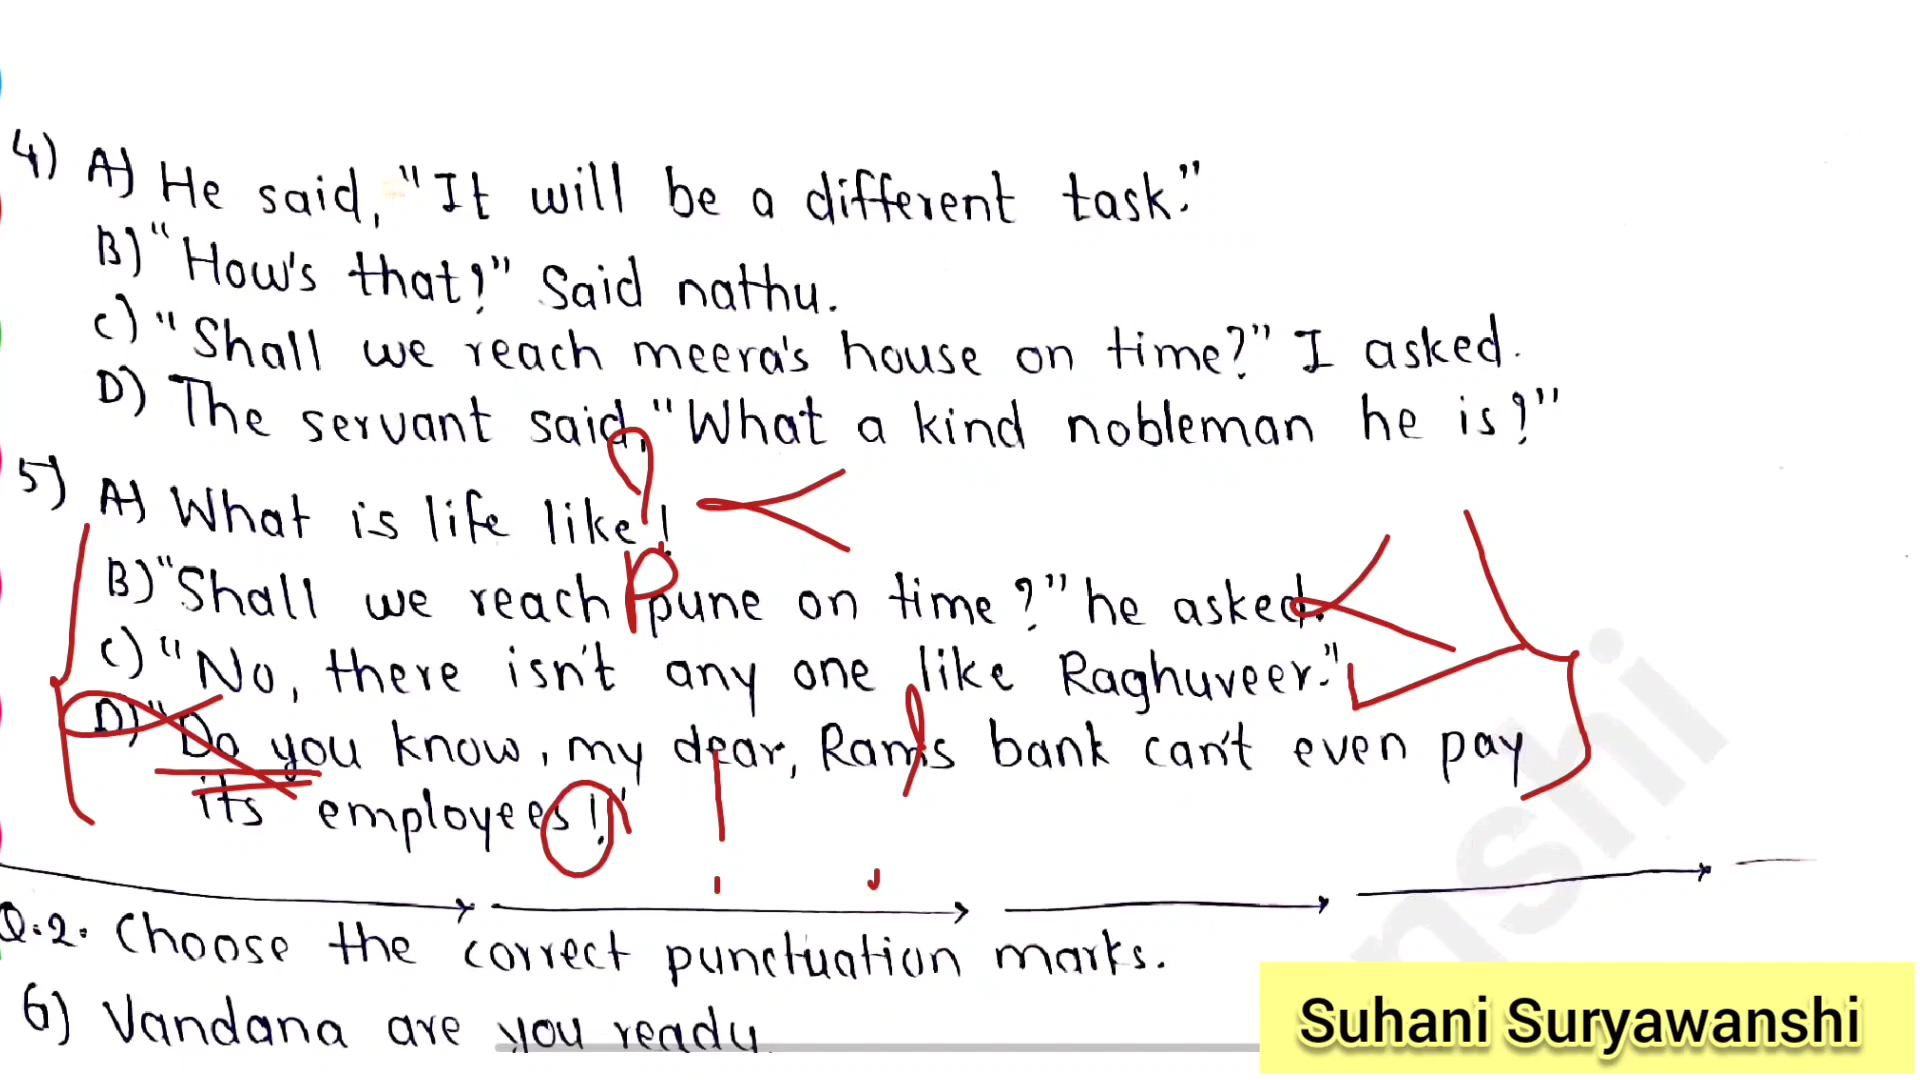 4) A) He said, "It will be a different task."
B) "How's that!" Said nathu.
C) "Shall we reach meera's house on time?" I asked.
D) The servant said, "What a kind nobleman he is!"
5) A) What is life like!
B) "Shall we reach pune on time?" he asked.
C) "No, there isn't any one like Raghuveer."
D) "Do you know, my dear, Ram's bank can't even pay
its employees!"
Q.2. Choose the correct punctuation marks.
6) Vandana are you ready
nshi
Suhani Suryawanshi